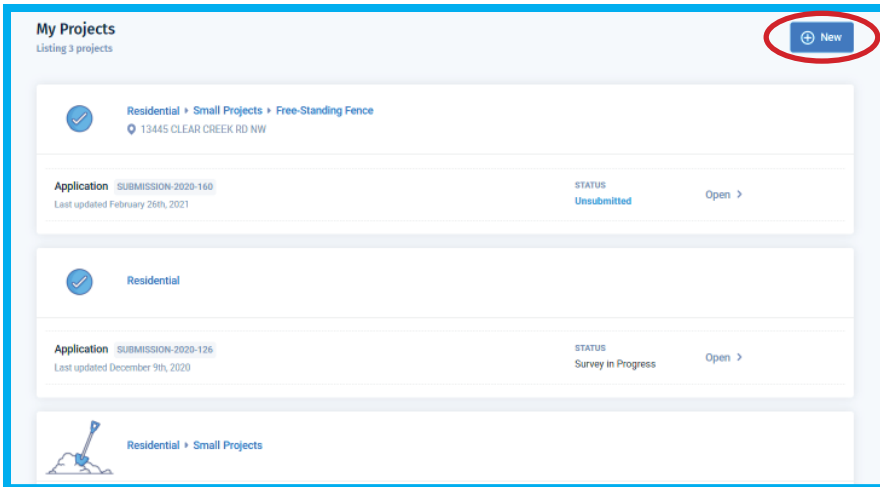 My Projects
Listing 3 projects
New
Residential ▸ Small Projects ▸ Free-Standing Fence
13445 CLEAR CREEK RD NW
Application SUBMISSION-2020-160
Last updated February 26th, 2021
STATUS
Unsubmitted
Open >
Residential
Application SUBMISSION-2020-126
Last updated December 9th, 2020
STATUS
Survey in Progress
Open >
Residential ▸ Small Projects